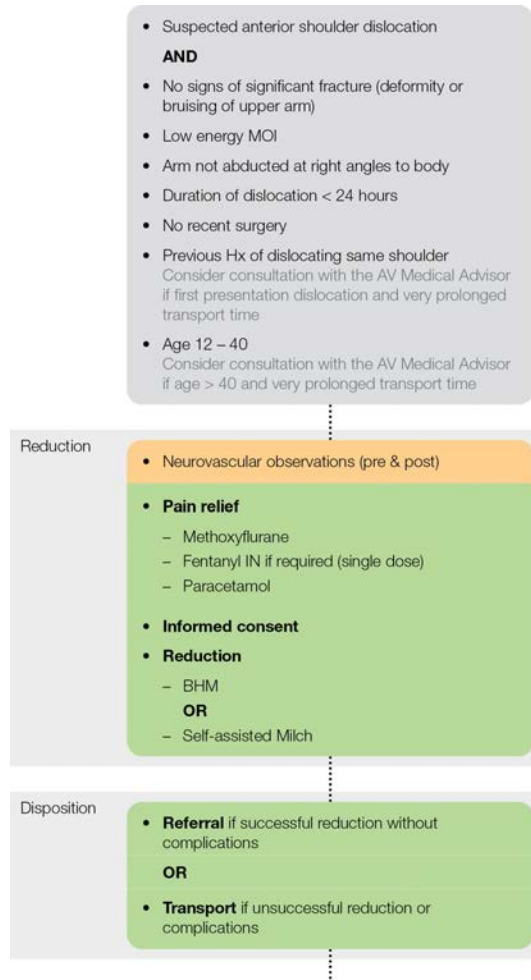 • Suspected anterior shoulder dislocation
AND
• No signs of significant fracture (deformity or
bruising of upper arm)
• Low energy MOI
• Arm not abducted at right angles to body
• Duration of dislocation < 24 hours
• No recent surgery
• Previous Hx of dislocating same shoulder
Consider consultation with the AV Medical Advisor
if first presentation dislocation and very prolonged
transport time
• Age 12 – 40
Consider consultation with the AV Medical Advisor
if age > 40 and very prolonged transport time
Reduction
• Neurovascular observations (pre & post)
• Pain relief
– Methoxyflurane
– Fentanyl IN if required (single dose)
– Paracetamol
• Informed consent
• Reduction
– BHM
OR
– Self-assisted Milch
Disposition
• Referral if successful reduction without
complications
OR
• Transport if unsuccessful reduction or
complications